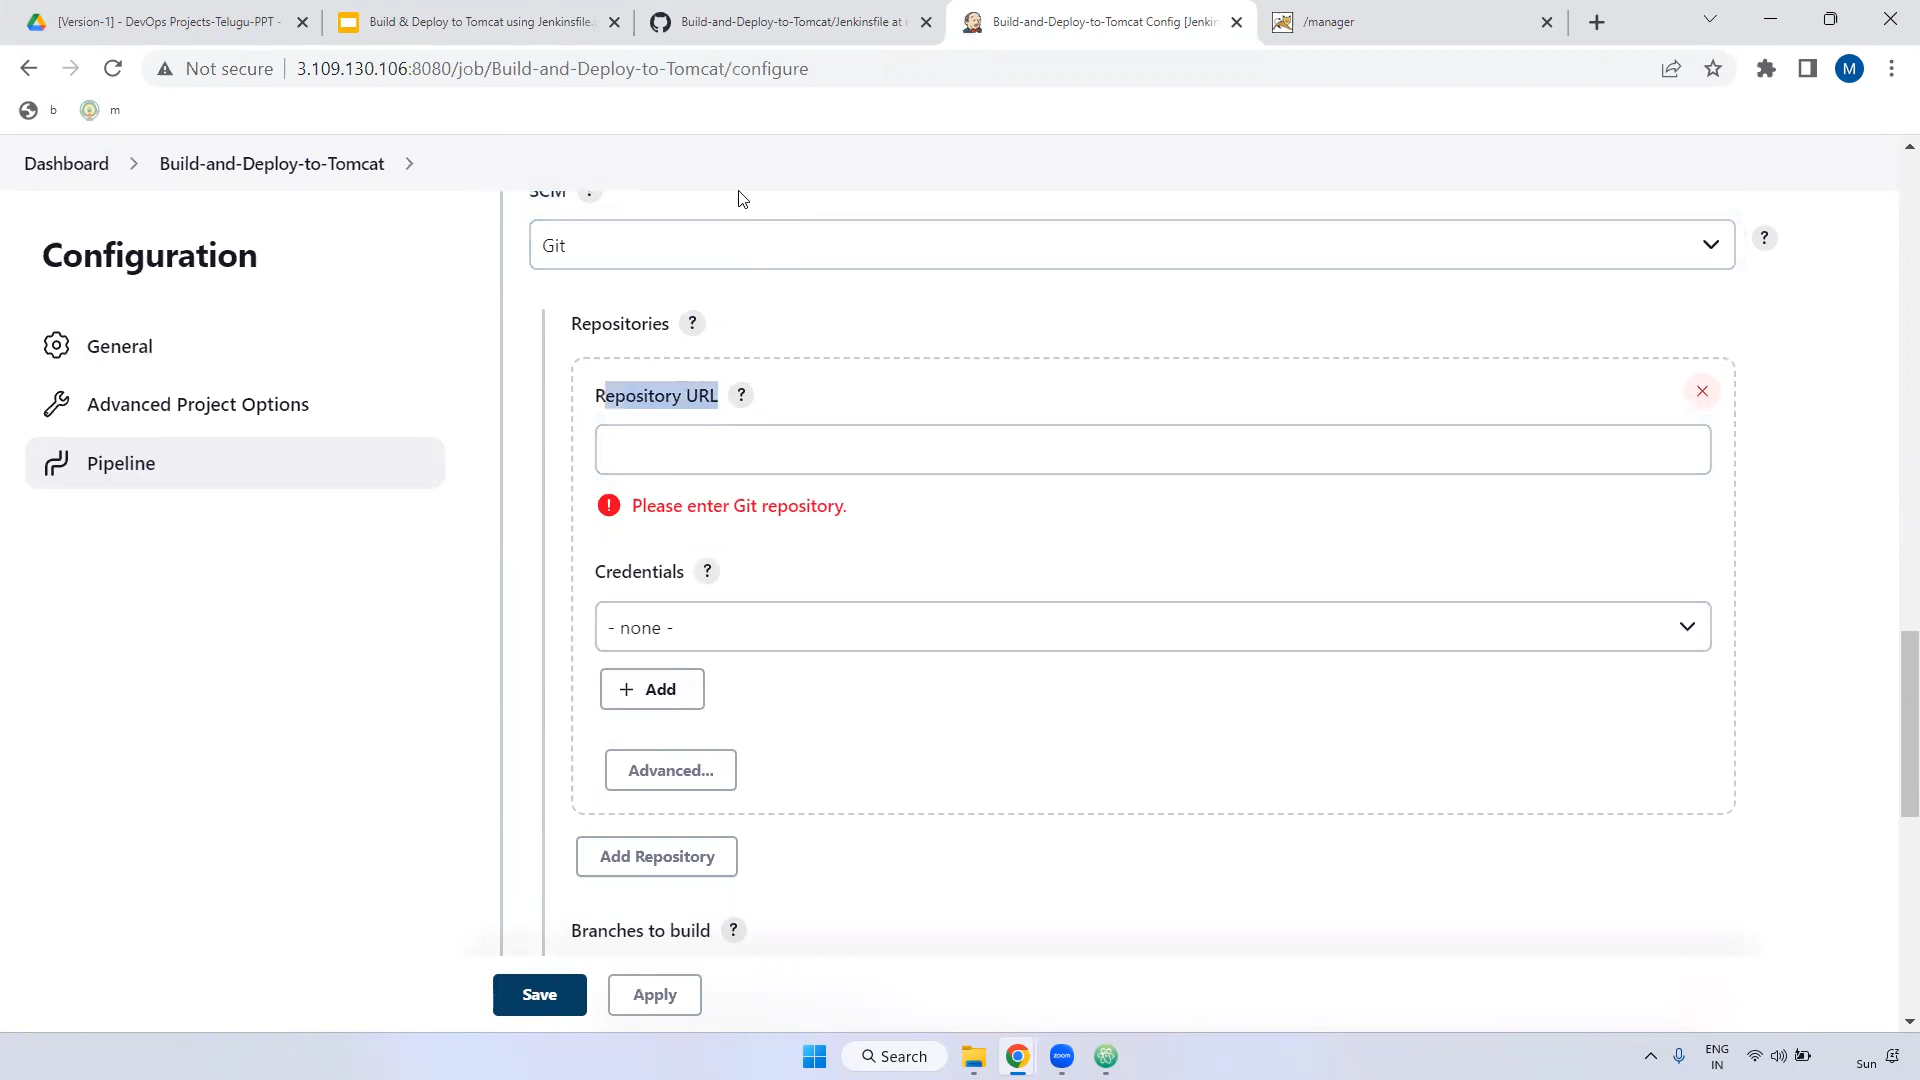 [Version-1] - DevOps Projects-Telugu-PPT -
Build & Deploy to Tomcat using Jenkinsfile.
Build-and-Deploy-to-Tomcat/Jenkinsfile at
Build-and-Deploy-to-Tomcat Config [Jenkin
/manager
Not secure
3.109.130.106:8080/job/Build-and-Deploy-to-Tomcat/configure
M
b
m
Dashboard
Build-and-Deploy-to-Tomcat
Configuration
General
Advanced Project Options
Pipeline
SCM ?
Git
?
Repositories ?
Repository URL ?
! Please enter Git repository.
Credentials ?
- none -
+ Add
Advanced...
Add Repository
Branches to build ?
Save
Apply
Search
zoom
ENG
IN
Sun